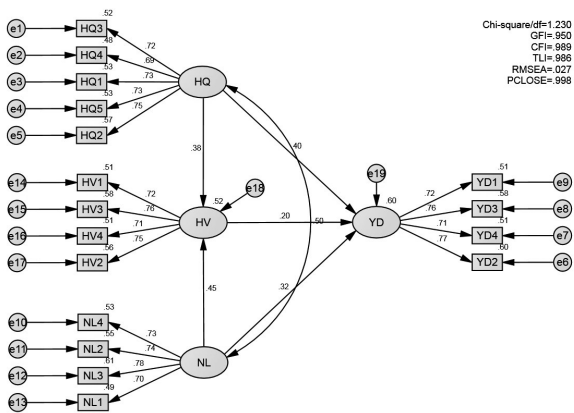 Chi-square/df=1.230
GFI=.950
CFI=.989
TLI=.986
RMSEA=.027
PCLOSE=.998
.52
e1 HQ3
.48
e2 HQ4
.53
e3 HQ1
.53
e4 HQ5
.57
e5 HQ2
.72
.69
.73
.73
.75
HQ
.38
.40
.50
.51
e14 HV1
.58
e15 HV3
.51
e16 HV4
.56
e17 HV2
.72
.76
.71
.75
.52
HV
e18
.20
e19
.60
YD
.72
.76
.71
.77
.51
YD1 e9
.58
YD3 e8
.51
YD4 e7
.60
YD2 e6
.45
.32
.53
e10 NL4
.55
e11 NL2
.61
e12 NL3
.49
e13 NL1
.73
.74
.78
.70
NL